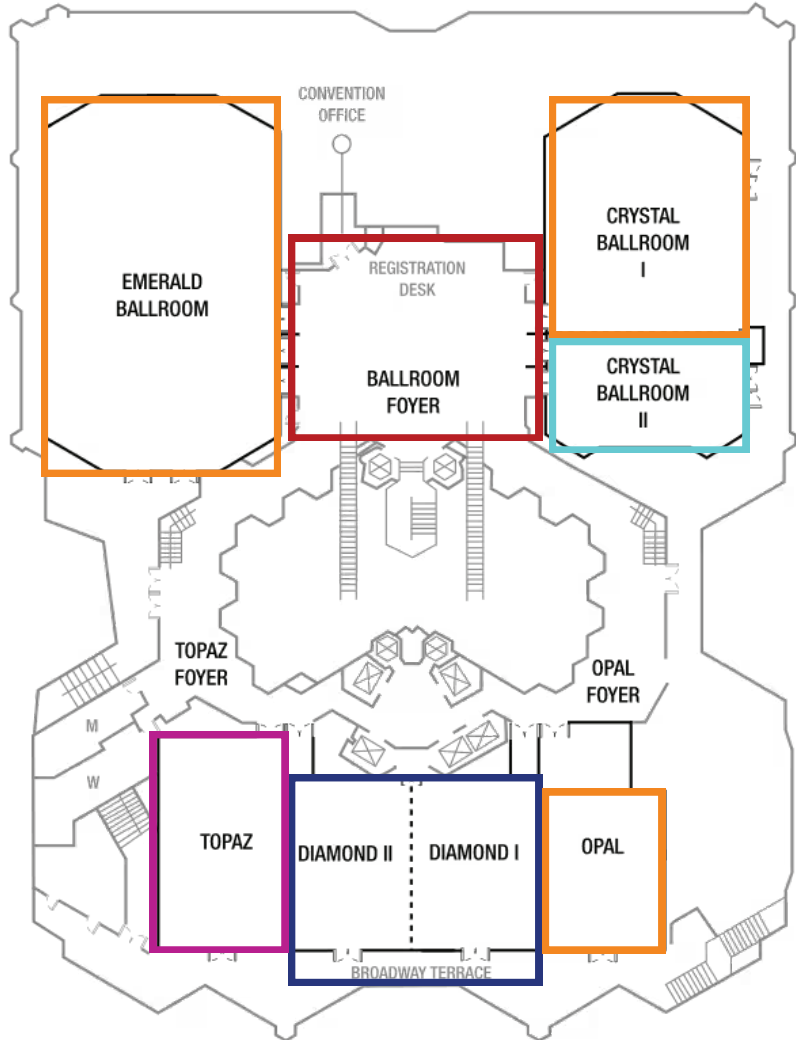 CONVENTION
OFFICE
EMERALD
BALLROOM
REGISTRATION
DESK
BALLROOM
FOYER
CRYSTAL
BALLROOM
I
CRYSTAL
BALLROOM
II
TOPAZ
FOYER
OPAL
FOYER
M
W
TOPAZ
DIAMOND II
DIAMOND I
OPAL
BROADWAY TERRACE